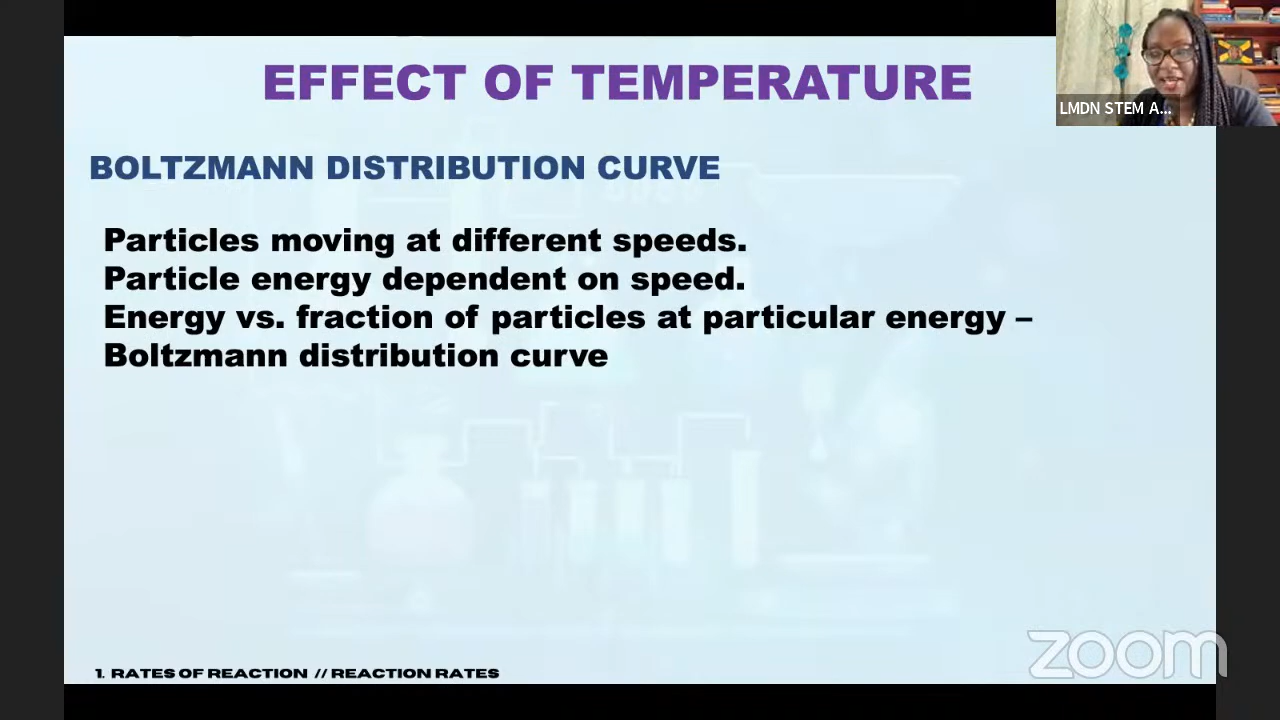 EFFECT OF TEMPERATURE
LMDN STEM A...
BOLTZMANN DISTRIBUTION CURVE
Particles moving at different speeds.
Particle energy dependent on speed.
Energy vs. fraction of particles at particular energy –
Boltzmann distribution curve
1. RATES OF REACTION // REACTION RATES
zoom